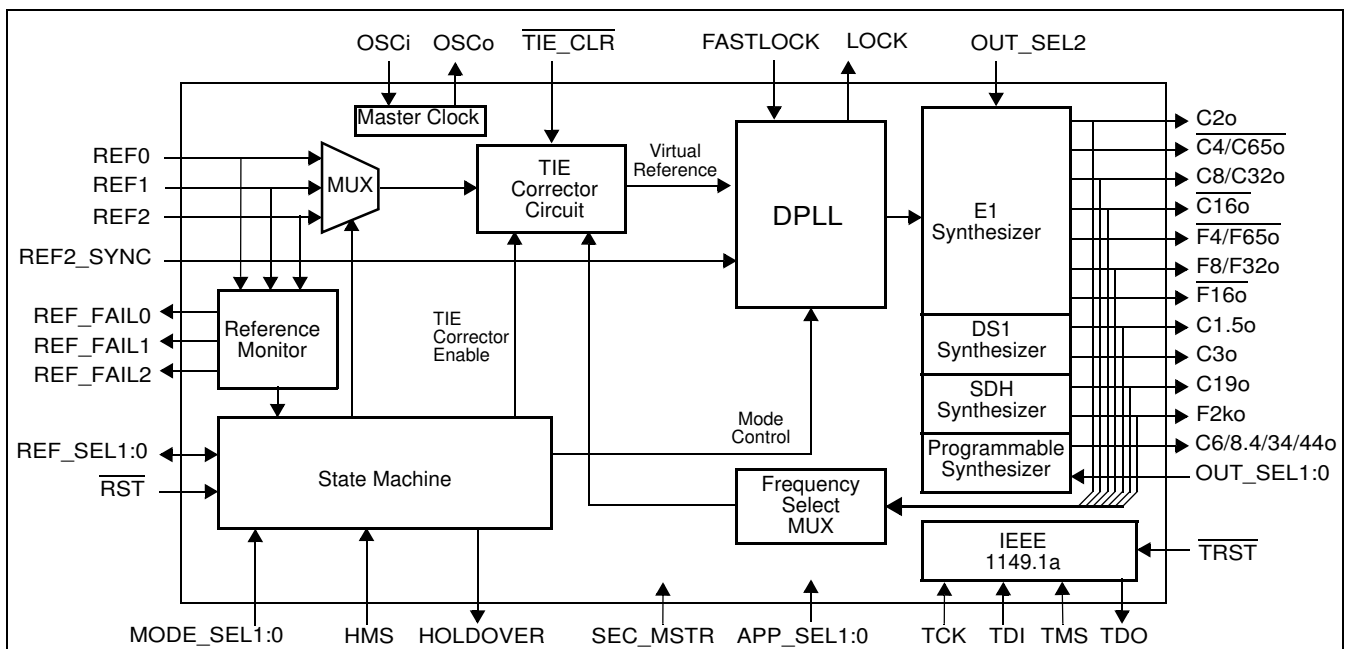 OSCi
OSCo
TIE_CLR
FASTLOCK
LOCK
OUT_SEL2
Master Clock
REF0
REF1
REF2
REF2_SYNC
MUX
TIE
Corrector
Circuit
Virtual
Reference
DPLL
E1
Synthesizer
C2o
C4/C65o
C8/C32o
C16o
F4/F65o
F8/F32o
F16o
REF_FAIL0
REF_FAIL1
REF_FAIL2
Reference
Monitor
TIE
Corrector
Enable
DS1
Synthesizer
C1.5o
C3o
SDH
Synthesizer
C19o
F2ko
Programmable
Synthesizer
C6/8.4/34/44o
OUT_SEL1:0
REF_SEL1:0
RST
State Machine
Mode
Control
Frequency
Select
MUX
IEEE
1149.1a
TRST
MODE_SEL1:0
HMS
HOLDOVER
SEC_MSTR
APP_SEL1:0
TCK
TDI
TMS
TDO